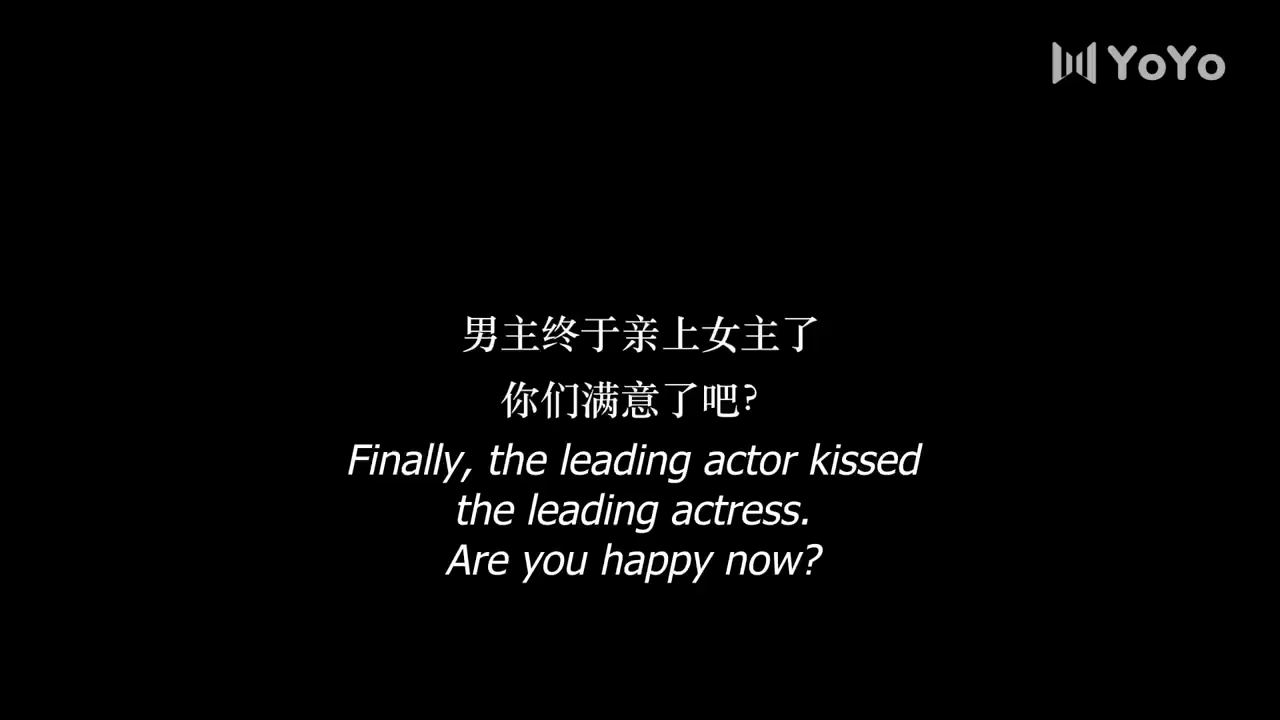 YoYo
男主终于亲上女主了
你们满意了吧?
Finally, the leading actor kissed
the leading actress.
Are you happy now?